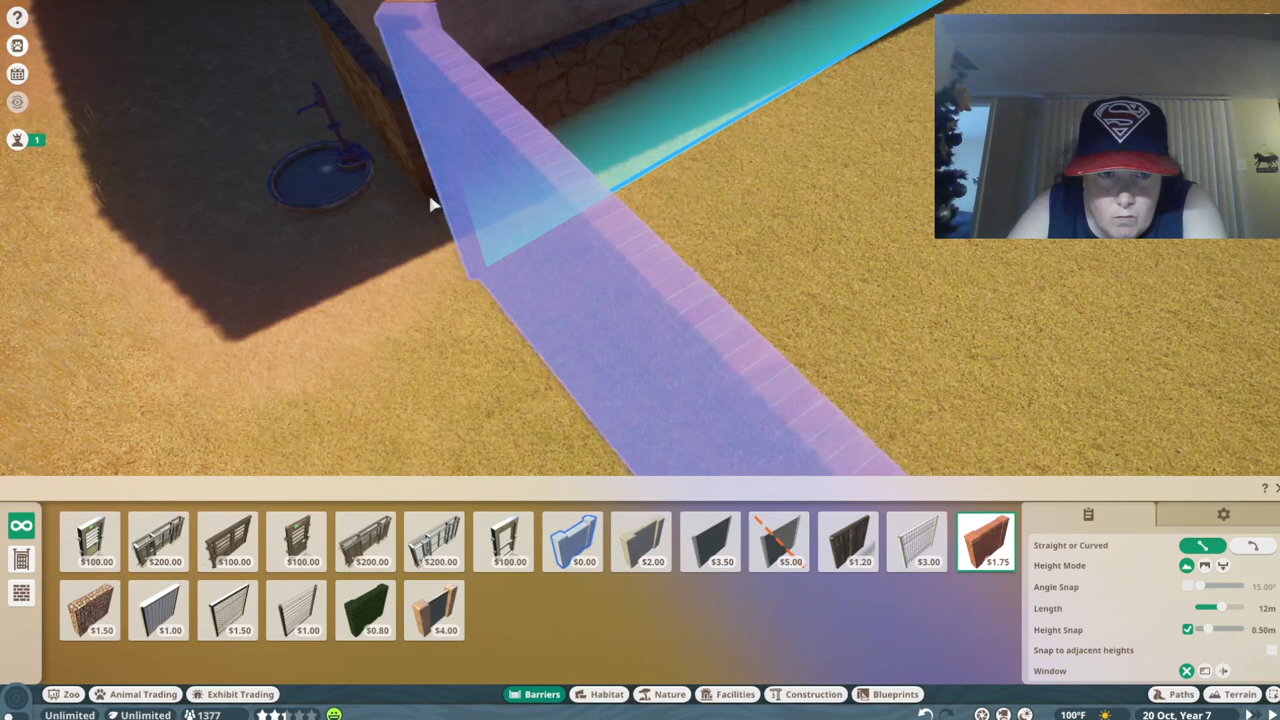 ?
1
?
$100.00 $200.00 $100.00 $100.00 $200.00 $200.00 $100.00 $0.00 $2.00 $3.50 $5.00 $1.20 $3.00 $1.75
$1.50 $1.00 $1.50 $1.00 $0.80 $4.00
Straight or Curved
Height Mode
Angle Snap 15.00°
Length 12m
Height Snap 0.50m
Snap to adjacent heights
Window
Zoo Animal Trading Exhibit Trading Barriers Habitat Nature Facilities Construction Blueprints Paths Terrain
Unlimited Unlimited 1377 100°F 20 Oct, Year 7